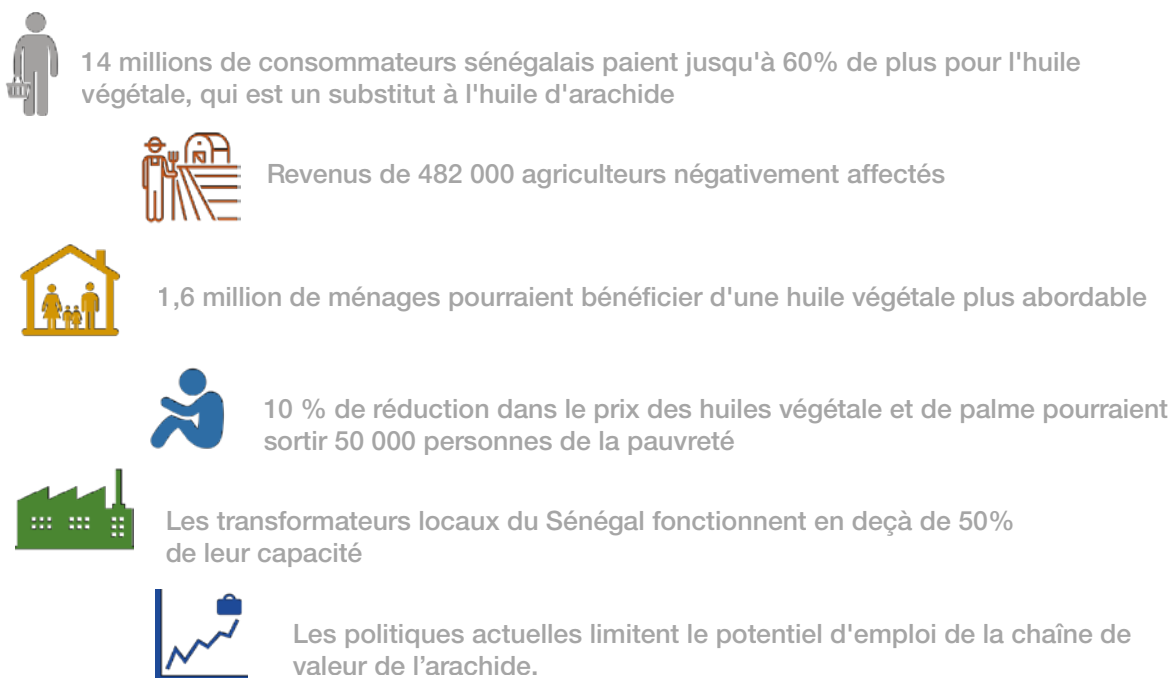 14 millions de consommateurs sénégalais paient jusqu'à 60% de plus pour l'huile
végétale, qui est un substitut à l'huile d'arachide
Revenus de 482 000 agriculteurs négativement affectés
1,6 million de ménages pourraient bénéficier d'une huile végétale plus abordable
10 % de réduction dans le prix des huiles végétale et de palme pourraient
sortir 50 000 personnes de la pauvreté
Les transformateurs locaux du Sénégal fonctionnent en deçà de 50%
de leur capacité
Les politiques actuelles limitent le potentiel d'emploi de la chaîne de
valeur de l’arachide.